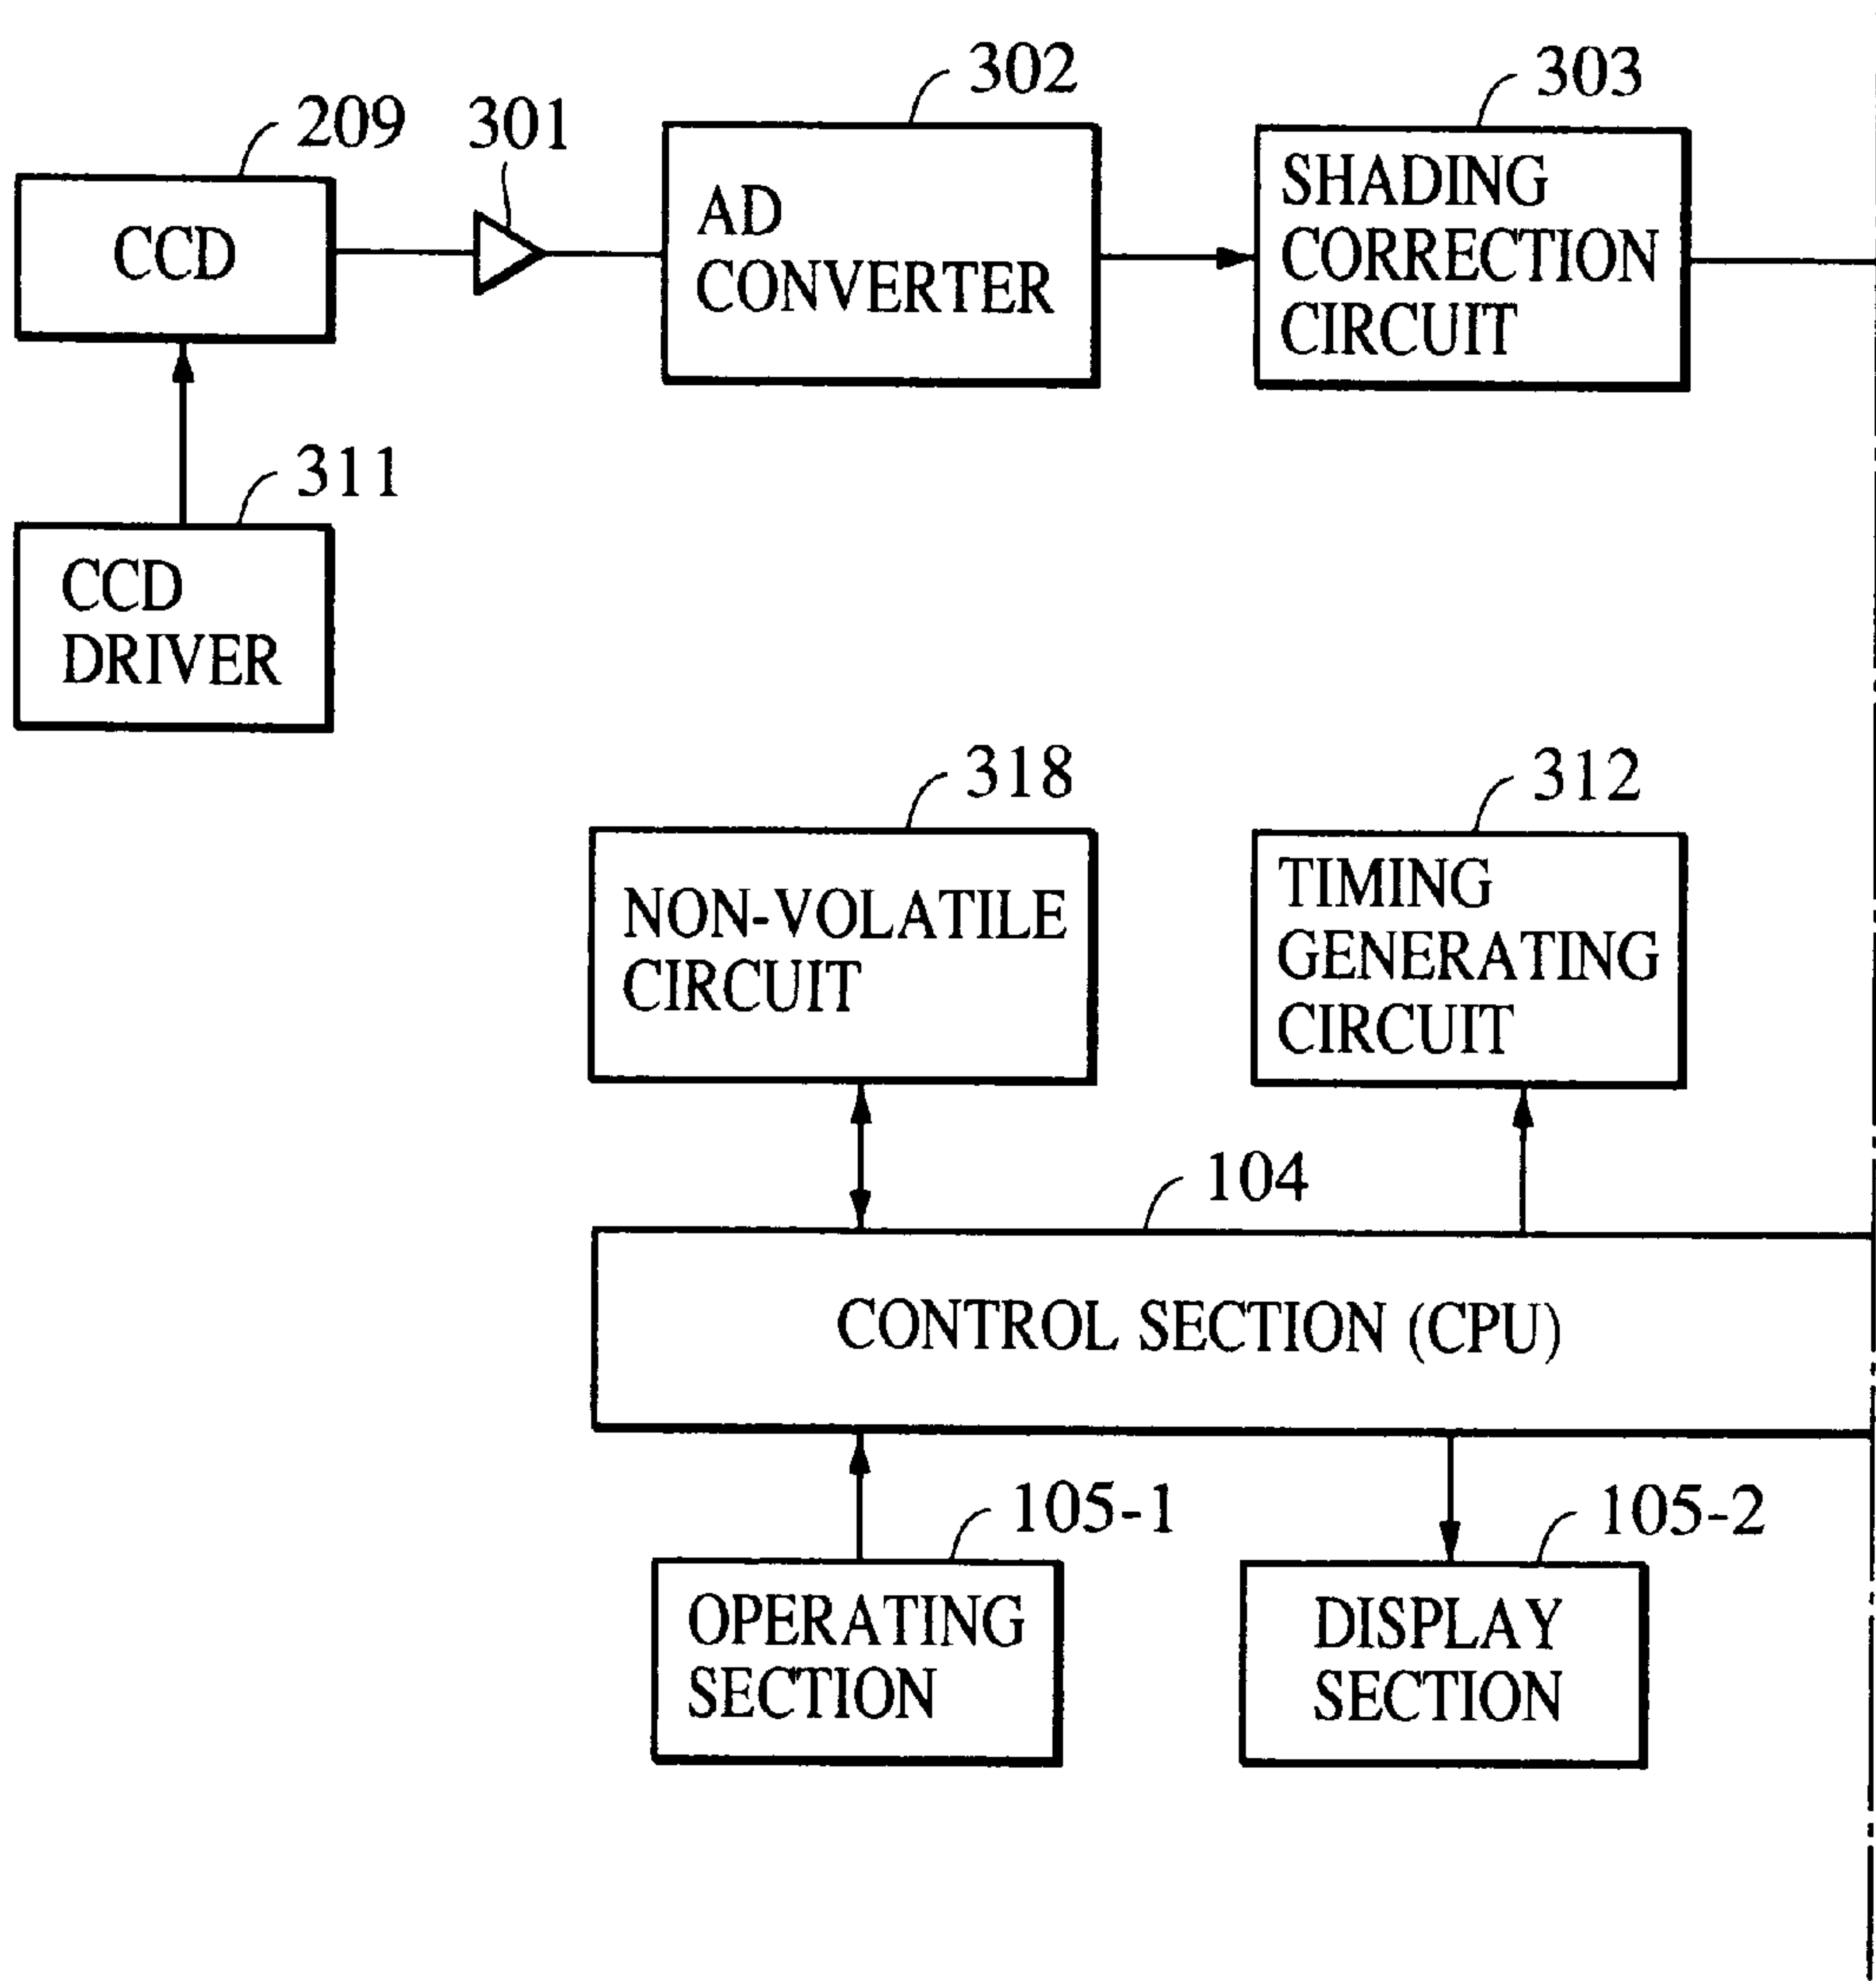 302
303
209
301
CCD
AD
CONVERTER
SHADING
CORRECTION
CIRCUIT
311
CCD
DRIVER
318
312
NON-VOLATILE
CIRCUIT
TIMING
GENERATING
CIRCUIT
104
CONTROL SECTION (CPU)
105-1
105-2
OPERATING
SECTION
DISPLAY
SECTION